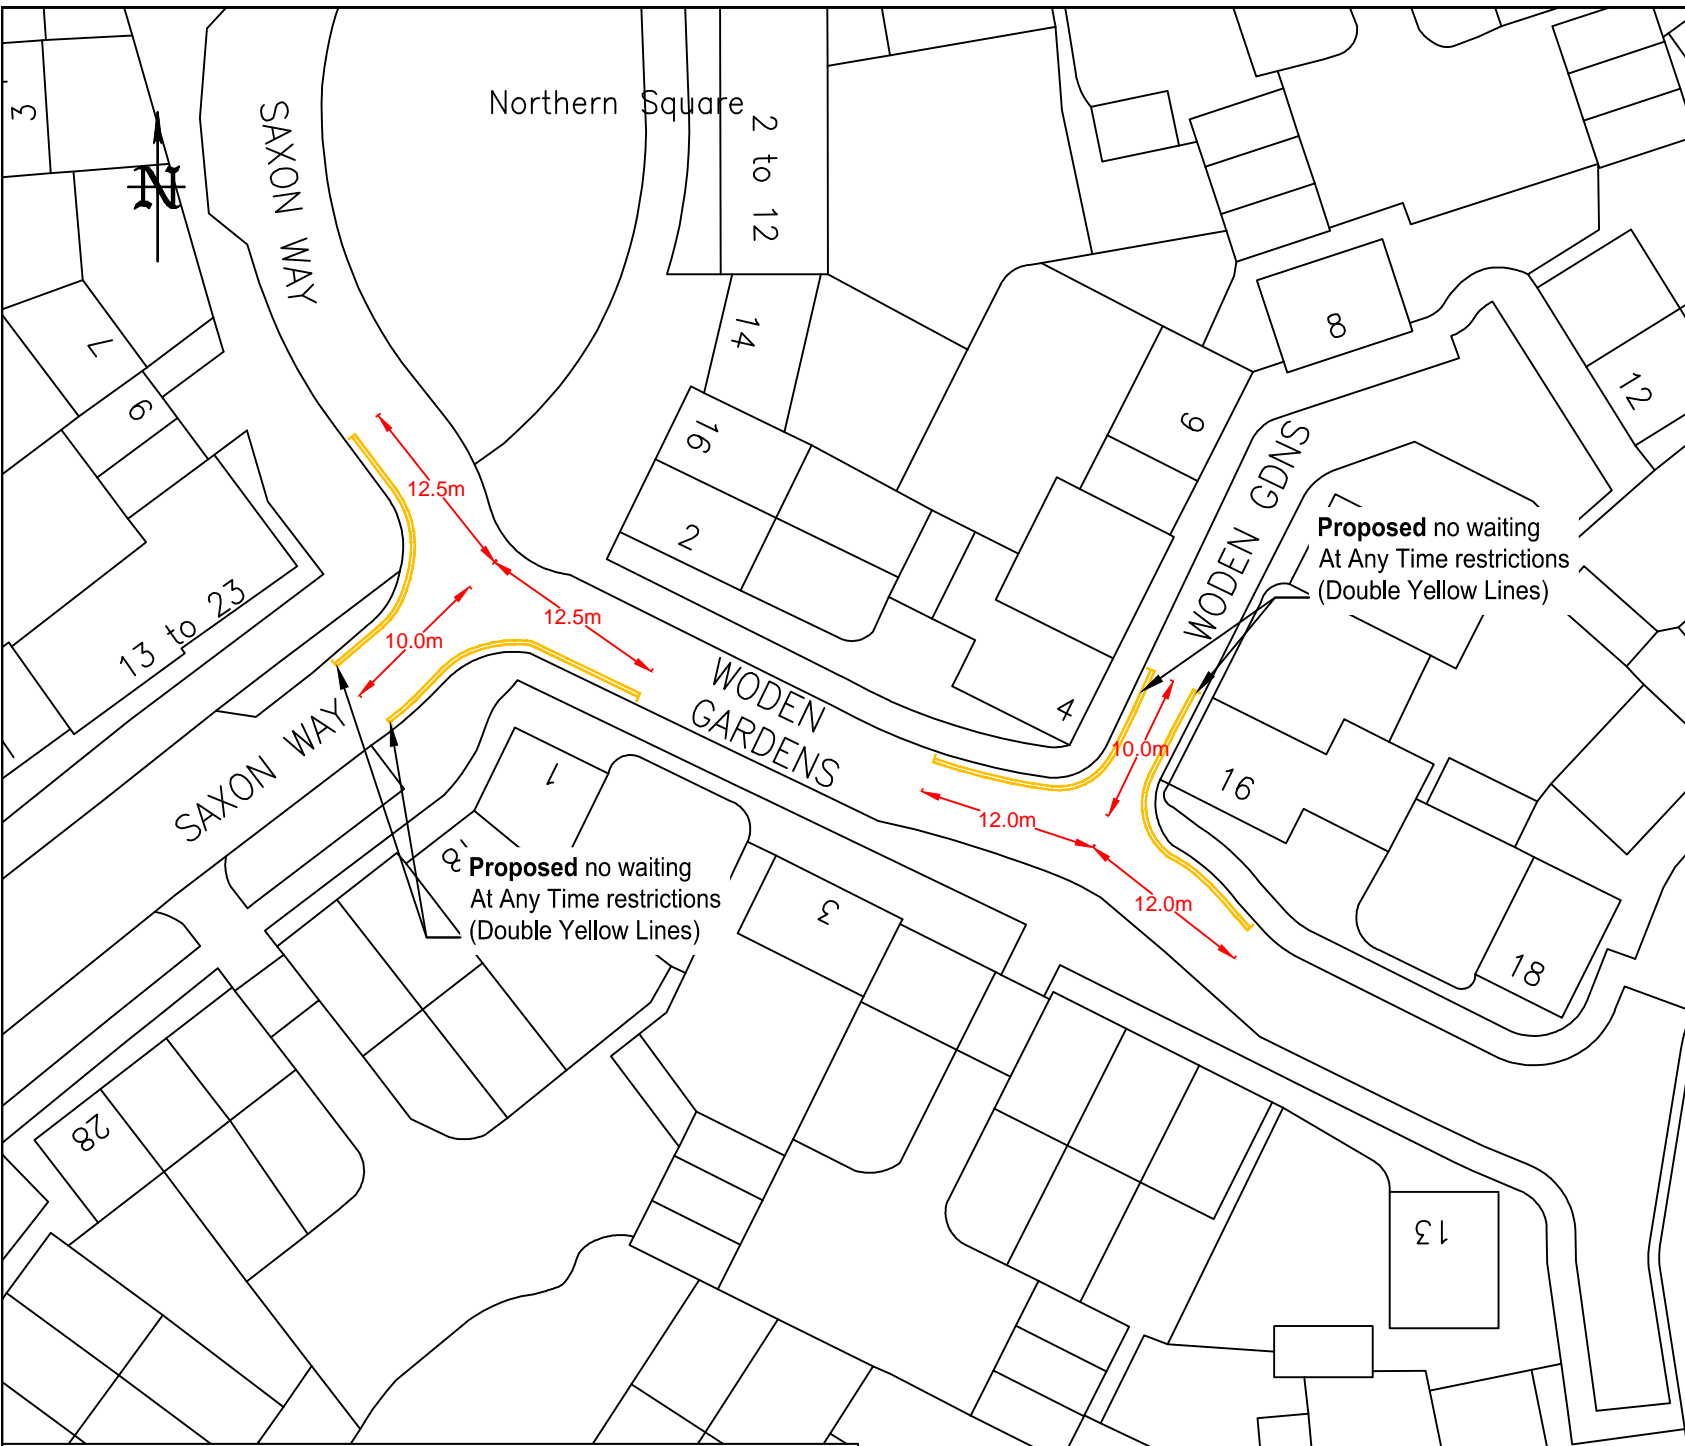 3
N
SAXON WAY
Northern Square
2 to 12
14
7
9
16
2
9
8
12
WODEN GDNS
Proposed no waiting
At Any Time restrictions
(Double Yellow Lines)
12.5m
12.5m
10.0m
13 to 23
SAXON WAY
WODEN
GARDENS
4
10.0m
16
12.0m
12.0m
1
3
18
Proposed no waiting
At Any Time restrictions
(Double Yellow Lines)
28
13